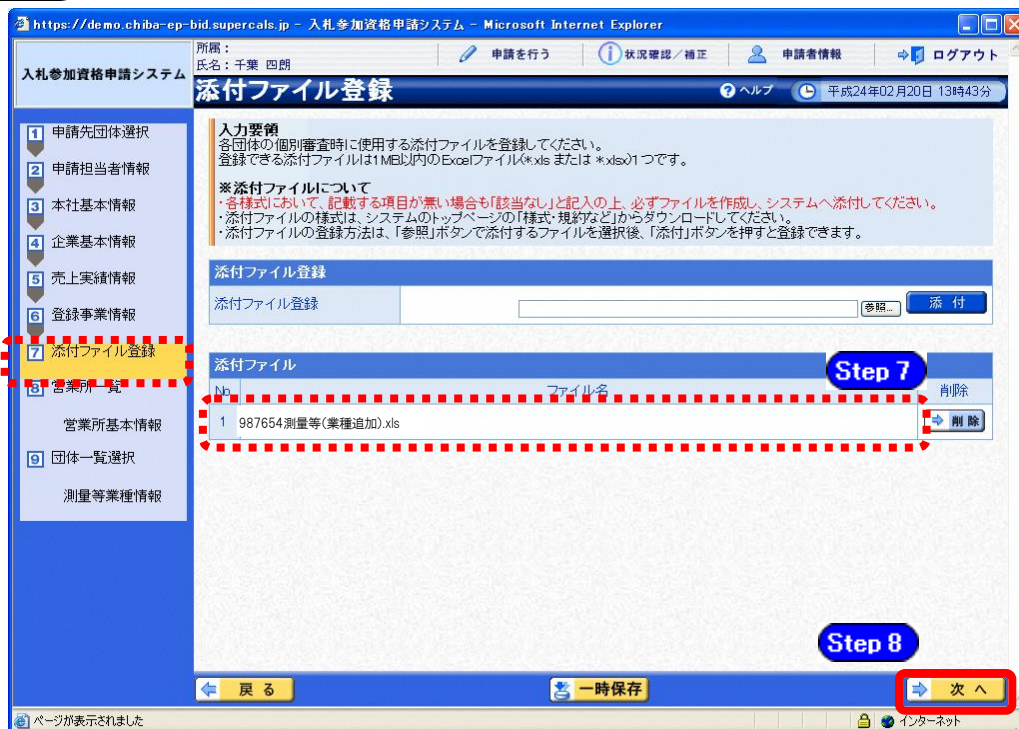 https://demo.chiba-ep-bid.supercals.jp - 入札参加資格申請システム - Microsoft Internet Explorer
入札参加資格申請システム
所属：
氏名：千葉 四朗
申請を行う
状況確認／補正
申請者情報
ログアウト
添付ファイル登録
ヘルプ
平成24年02月20日 13時43分
1 申請先団体選択
2 申請担当者情報
3 本社基本情報
4 企業基本情報
5 売上実績情報
6 登録事業情報
7 添付ファイル登録
8 営業所一覧
営業所基本情報
9 団体一覧選択
測量等業種情報
入力要領
各団体の個別審査時に使用する添付ファイルを登録してください。
登録できる添付ファイルは1MB以内のExcelファイル(*.xls または *.xlsx)1つです。
※添付ファイルについて
・各様式において、記載する項目が無い場合も「該当なし」と記入の上、必ずファイルを作成し、システムへ添付してください。
・添付ファイルの様式は、システムのトップページの「様式・規約など」からダウンロードしてください。
・添付ファイルの登録方法は、「参照」ボタンで添付するファイルを選択後、「添付」ボタンを押すと登録できます。
添付ファイル登録
添付ファイル登録
参照...
添 付
添付ファイル
Step 7
No
ファイル名
削除
1 987654測量等(業種追加).xls
削 除
Step 8
戻 る
一時保存
次 へ
ページが表示されました
インターネット